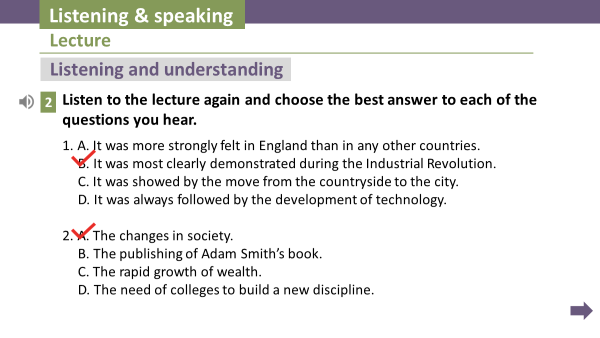 Listening & speaking
Lecture
Listening and understanding
2 Listen to the lecture again and choose the best answer to each of the
questions you hear.
1. A. It was more strongly felt in England than in any other countries.
B. It was most clearly demonstrated during the Industrial Revolution.
C. It was showed by the move from the countryside to the city.
D. It was always followed by the development of technology.
2. A. The changes in society.
B. The publishing of Adam Smith’s book.
C. The rapid growth of wealth.
D. The need of colleges to build a new discipline.